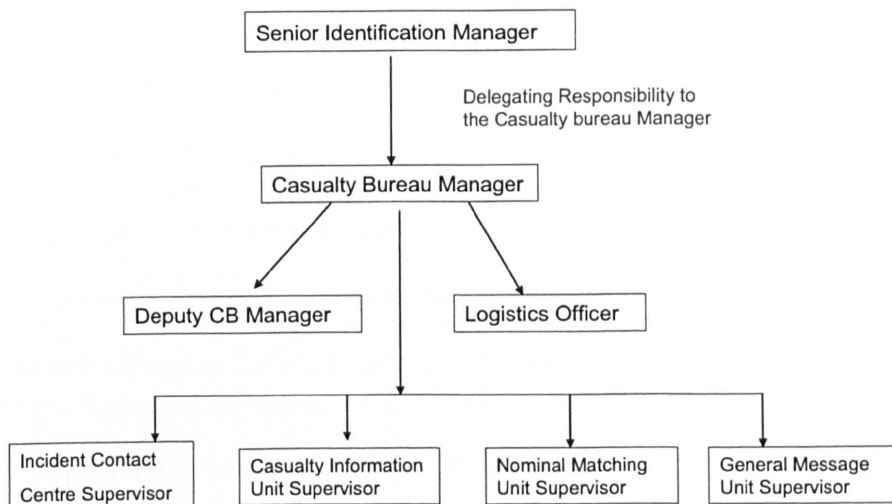 Senior Identification Manager
Delegating Responsibility to
the Casualty bureau Manager
Casualty Bureau Manager
Deputy CB Manager
Logistics Officer
Incident Contact
Centre Supervisor
Casualty Information
Unit Supervisor
Nominal Matching
Unit Supervisor
General Message
Unit Supervisor